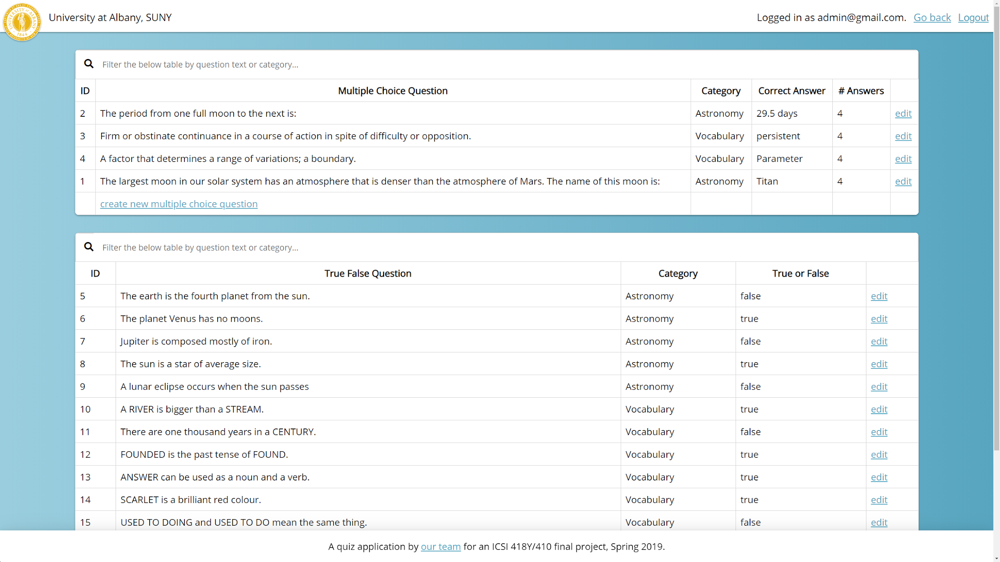 University at Albany, SUNY
Logged in as admin@gmail.com. Go back Logout
UNIVERSITY AT ALBANY
1844
Filter the below table by question text or category...
ID Multiple Choice Question Category Correct Answer # Answers
2 The period from one full moon to the next is: Astronomy 29.5 days 4 edit
3 Firm or obstinate continuance in a course of action in spite of difficulty or opposition. Vocabulary persistent 4 edit
4 A factor that determines a range of variations; a boundary. Vocabulary Parameter 4 edit
1 The largest moon in our solar system has an atmosphere that is denser than the atmosphere of Mars. The name of this moon is: Astronomy Titan 4 edit
create new multiple choice question
Filter the below table by question text or category...
ID True False Question Category True or False
5 The earth is the fourth planet from the sun. Astronomy false edit
6 The planet Venus has no moons. Astronomy true edit
7 Jupiter is composed mostly of iron. Astronomy false edit
8 The sun is a star of average size. Astronomy true edit
9 A lunar eclipse occurs when the sun passes Astronomy false edit
10 A RIVER is bigger than a STREAM. Vocabulary true edit
11 There are one thousand years in a CENTURY. Vocabulary false edit
12 FOUNDED is the past tense of FOUND. Vocabulary true edit
13 ANSWER can be used as a noun and a verb. Vocabulary true edit
14 SCARLET is a brilliant red colour. Vocabulary true edit
15 USED TO DOING and USED TO DO mean the same thing. Vocabulary false edit
A quiz application by our team for an ICSI 418Y/410 final project, Spring 2019.